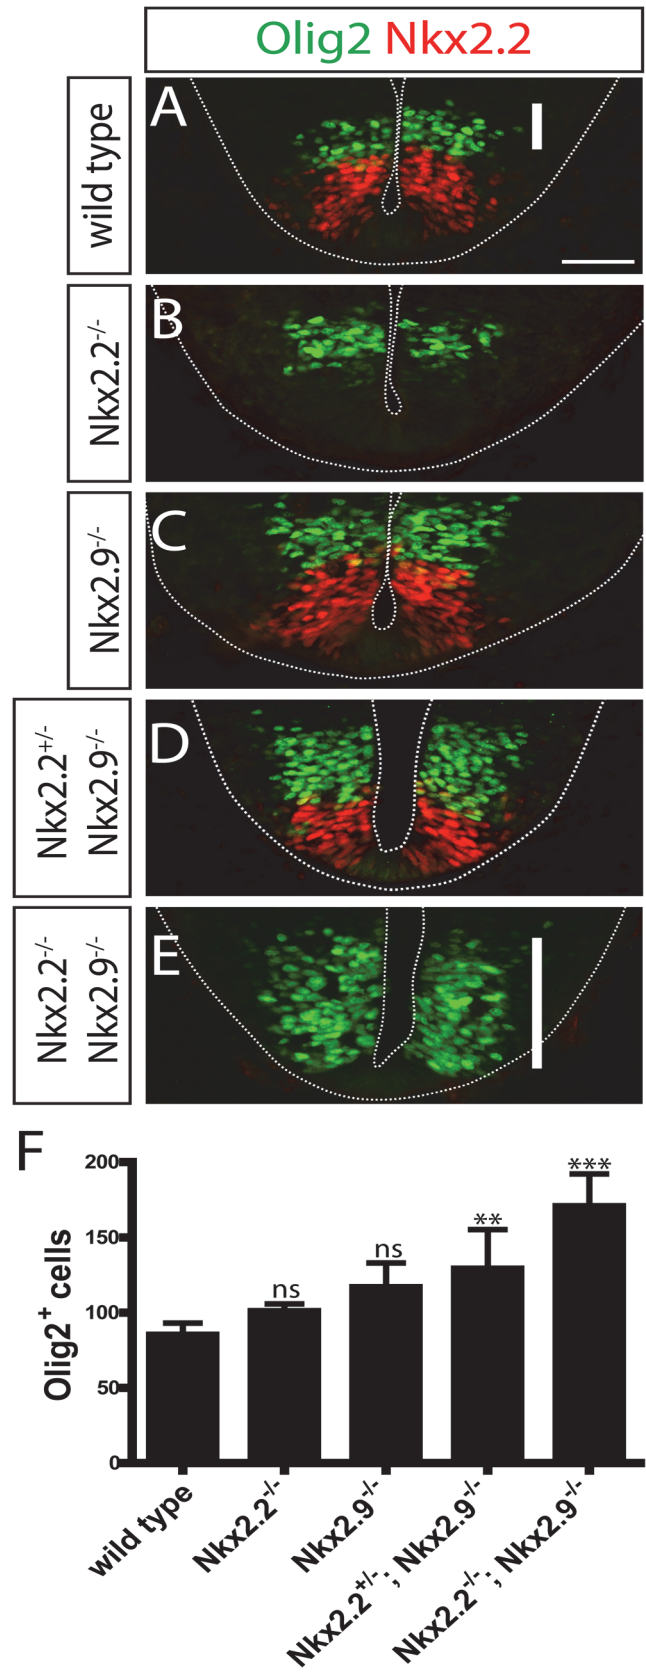 Olig2 Nkx2.2
wild type
A
Nkx2.2-/-
B
Nkx2.9-/-
C
Nkx2.2+/-
Nkx2.9-/-
D
Nkx2.2-/-
Nkx2.9-/-
E
F
200
150
100
50
0
Olig2+ cells
ns
ns
**
***
wild type
Nkx2.2-/-
Nkx2.9-/-
Nkx2.2+/-; Nkx2.9-/-
Nkx2.2-/-; Nkx2.9-/-